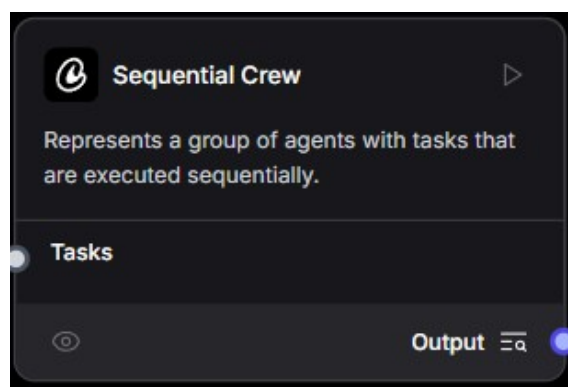 Sequential Crew
Represents a group of agents with tasks that
are executed sequentially.
Tasks
Output